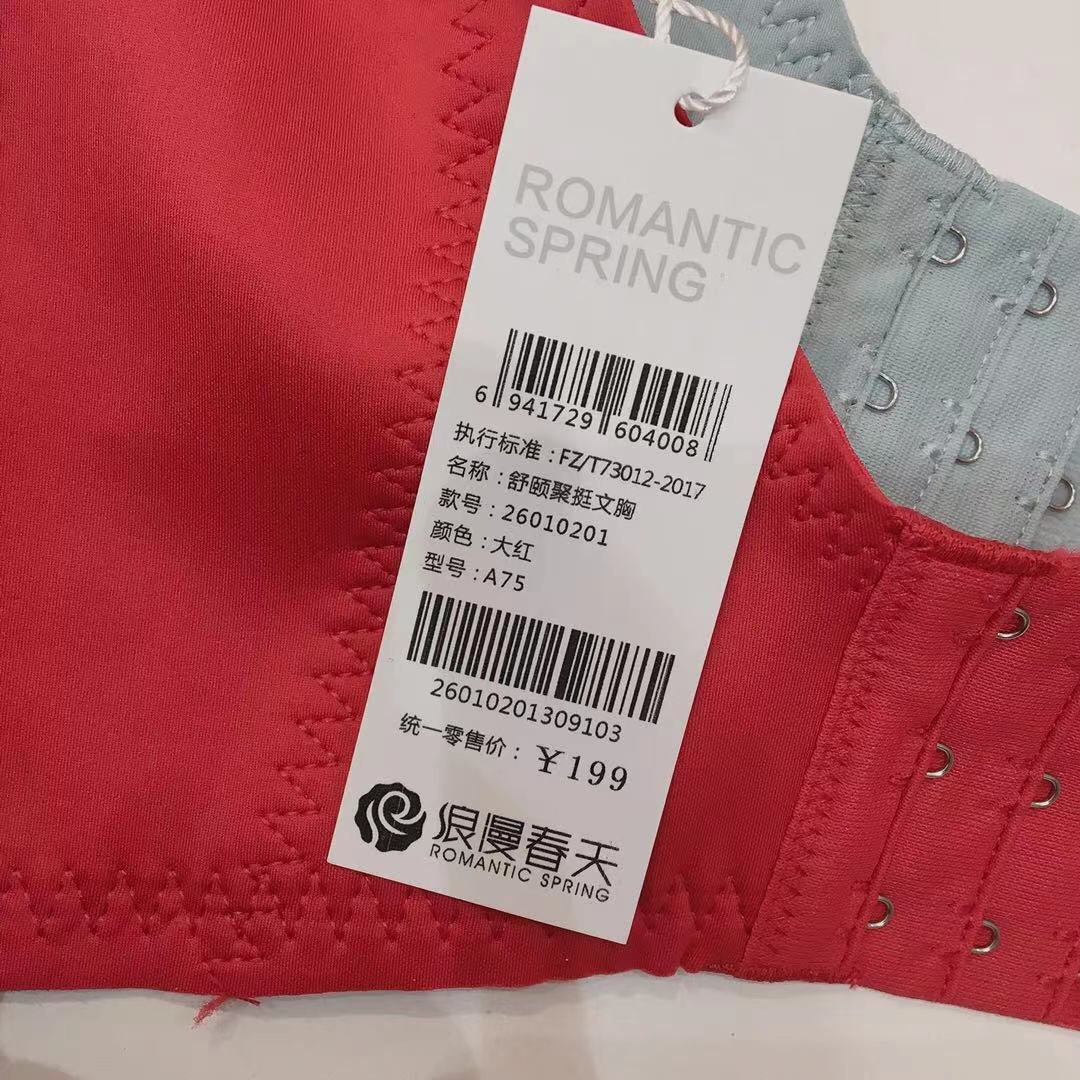 ROMANTIC
SPRING
6 941729 604008
执行标准：FZ/T73012-2017
名称：舒颐聚挺文胸
款号：26010201
颜色：大红
型号：A75
26010201309103
统一零售价：￥199
浪漫春天
ROMANTIC SPRING